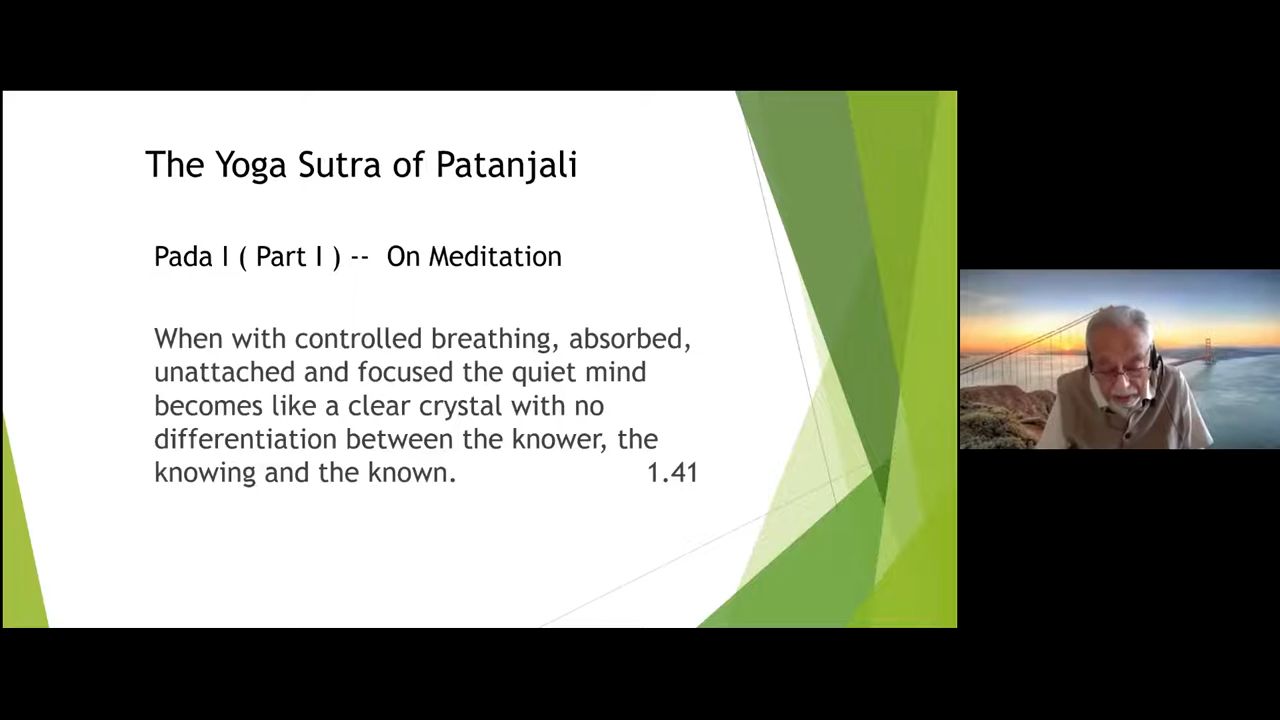 The Yoga Sutra of Patanjali
Pada I ( Part I ) -- On Meditation
When with controlled breathing, absorbed,
unattached and focused the quiet mind
becomes like a clear crystal with no
differentiation between the knower, the
knowing and the known. 1.41